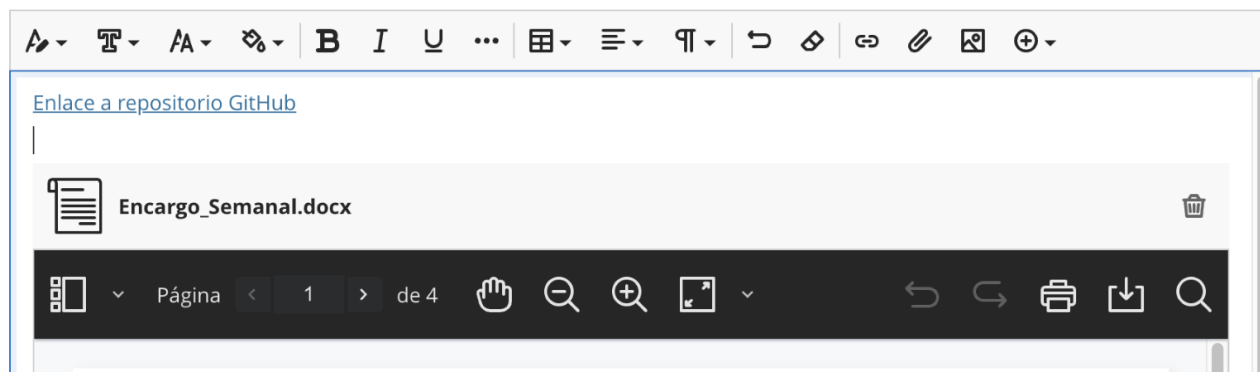 Enlace a repositorio GitHub
Encargo_Semanal.docx
Página 1 de 4